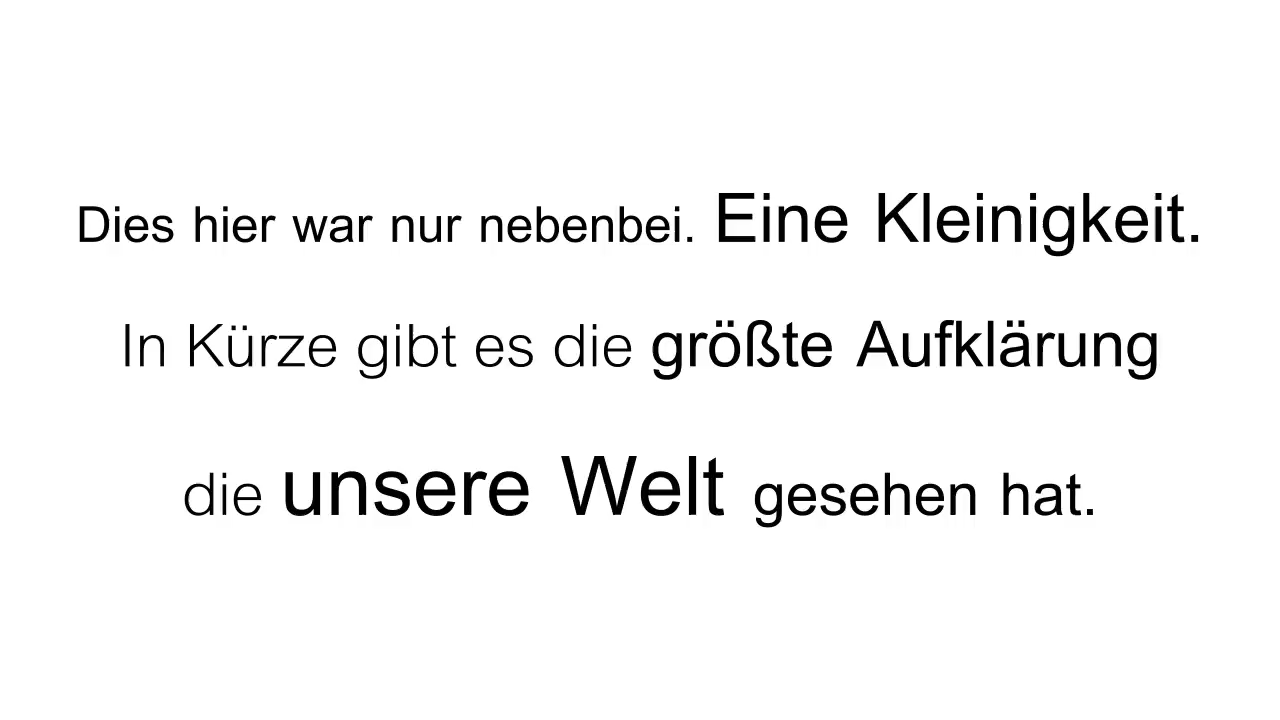 Dies hier war nur nebenbei. Eine Kleinigkeit.
In Kürze gibt es die größte Aufklärung
die unsere Welt gesehen hat.